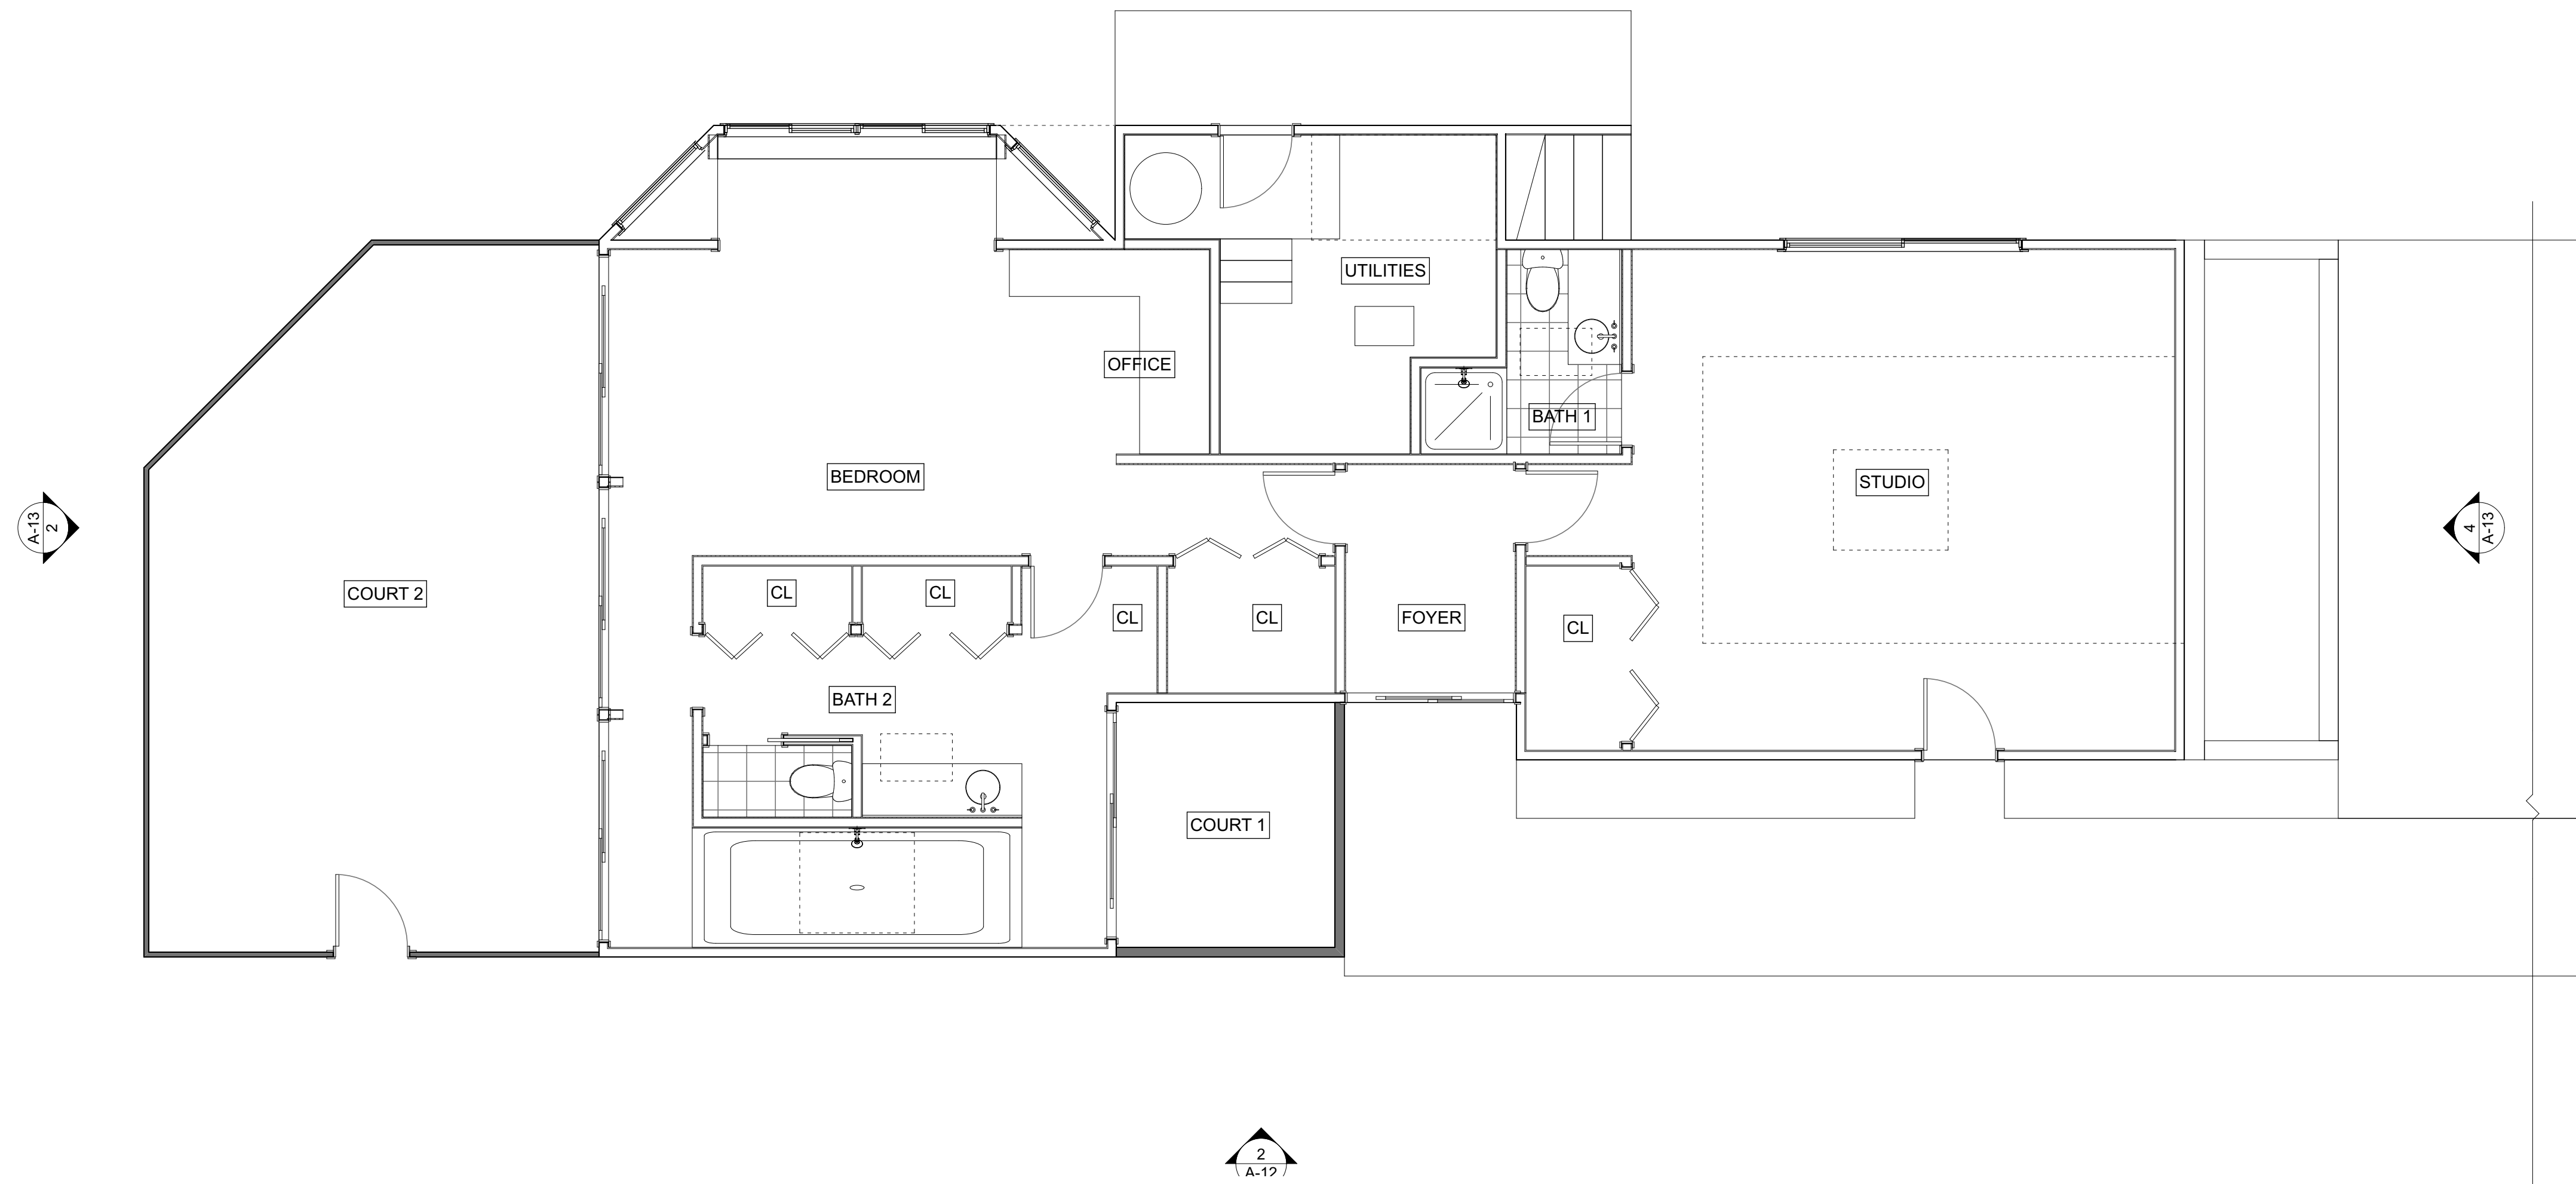 UTILITIES
OFFICE
BATH 1
BEDROOM
STUDIO
A-13
2
4
A-13
COURT 2
CL
CL
CL
CL
FOYER
CL
BATH 2
COURT 1
2
A-12